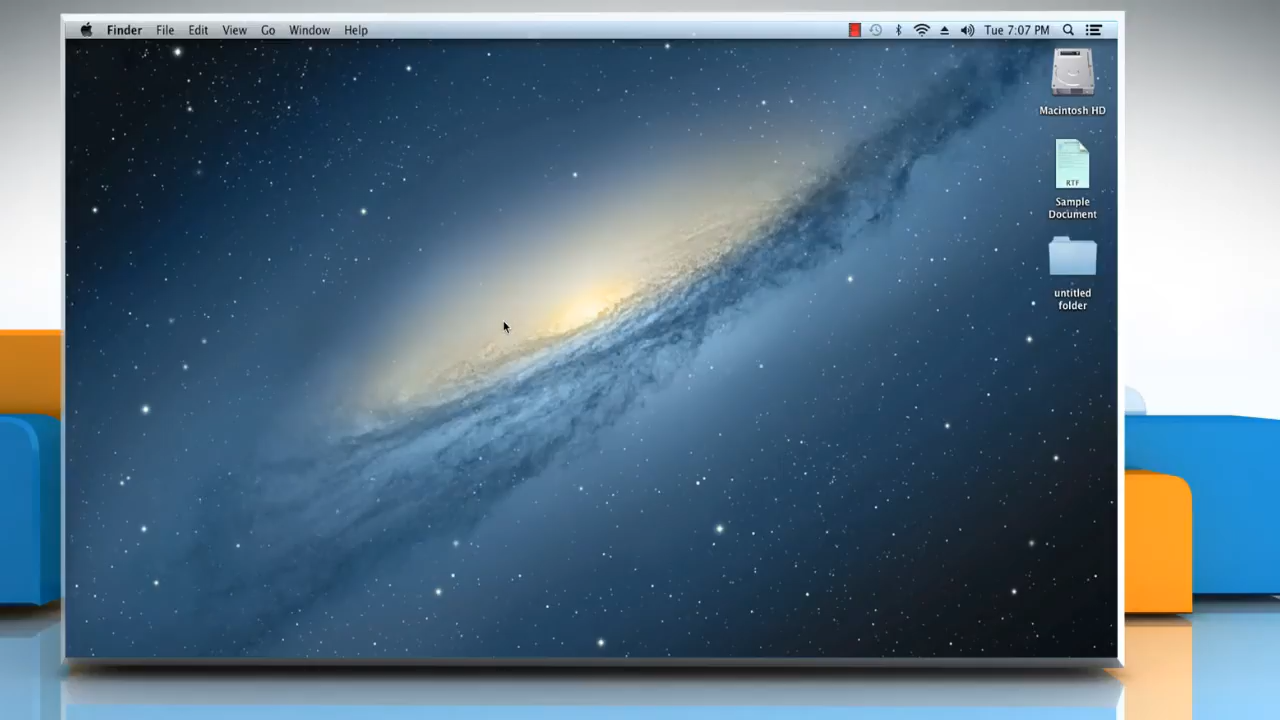 Finder File Edit View Go Window Help Tue 7:07 PM
Macintosh HD
RTF
Sample
Document
untitled
folder